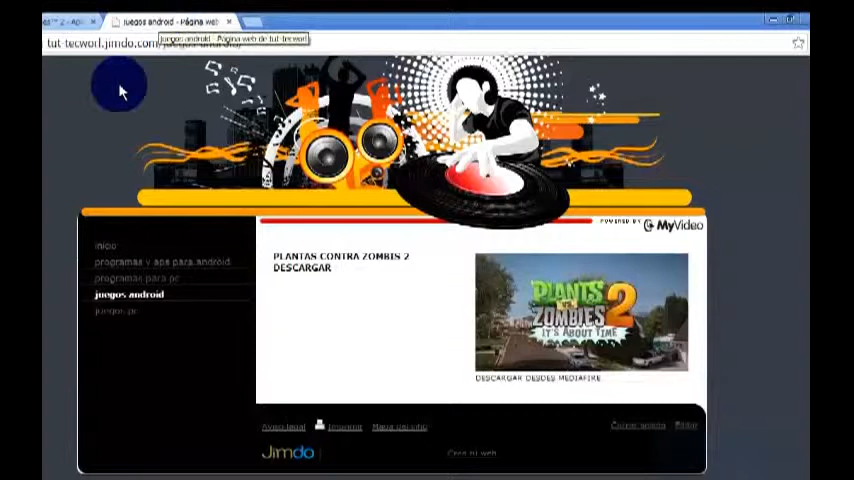 juegos android - Página web
juegos android - Página web de tut-tecworl
tut-tecworl.jimdo.com/juegos-android/
POWERED BY MyVideo
inicio
programas y aps para android
programas para pc
juegos android
juegos pc
PLANTAS CONTRA ZOMBIS 2
DESCARGAR
PLANTS
VS.
ZOMBIES 2
IT'S ABOUT TIME
DESCARGAR DESDES MEDIAFIRE
Aviso legal Imprimir Mapa del sitio
Cerrar sesión Editar
Jimdo
Crea tu web